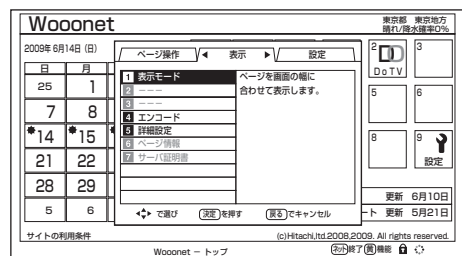 Wooonet
東京都 東京地方
晴れ/降水確率0%
2009年 6月14日 (日)
ページ操作 表示 設定
2 DoTV
3
日 月
25 1
7 8
*14 *15
21 22
28 29
5 6
1 表示モード
2 −−−
3 −−−
4 エンコード
5 詳細設定
6 ページ情報
7 サーバ証明書
ページを画面の幅に
合わせて表示します。
で選び 決定 を押す 戻る でキャンセル
5
6
8
9 設定
更新 6月10日
ト 更新 5月21日
サイトの利用条件
(c)Hitachi,ltd.2008,2009. All rights reserved.
Wooonet − トップ
ネット 終了 黄 機能